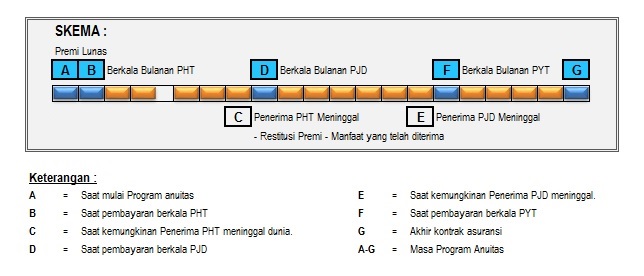 SKEMA :
Premi Lunas
A B Berkala Bulanan PHT D Berkala Bulanan PJD F Berkala Bulanan PYT G
C Penerima PHT Meninggal E Penerima PJD Meninggal
- Restitusi Premi - Manfaat yang telah diterima
Keterangan :
A = Saat mulai Program anuitas
B = Saat pembayaran berkala PHT
C = Saat kemungkinan Penerima PHT meninggal dunia.
D = Saat pembayaran berkala PJD
E = Saat kemungkinan Penerima PJD meninggal.
F = Saat pembayaran berkala PYT
G = Akhir kontrak asuransi
A-G = Masa Program Anuitas